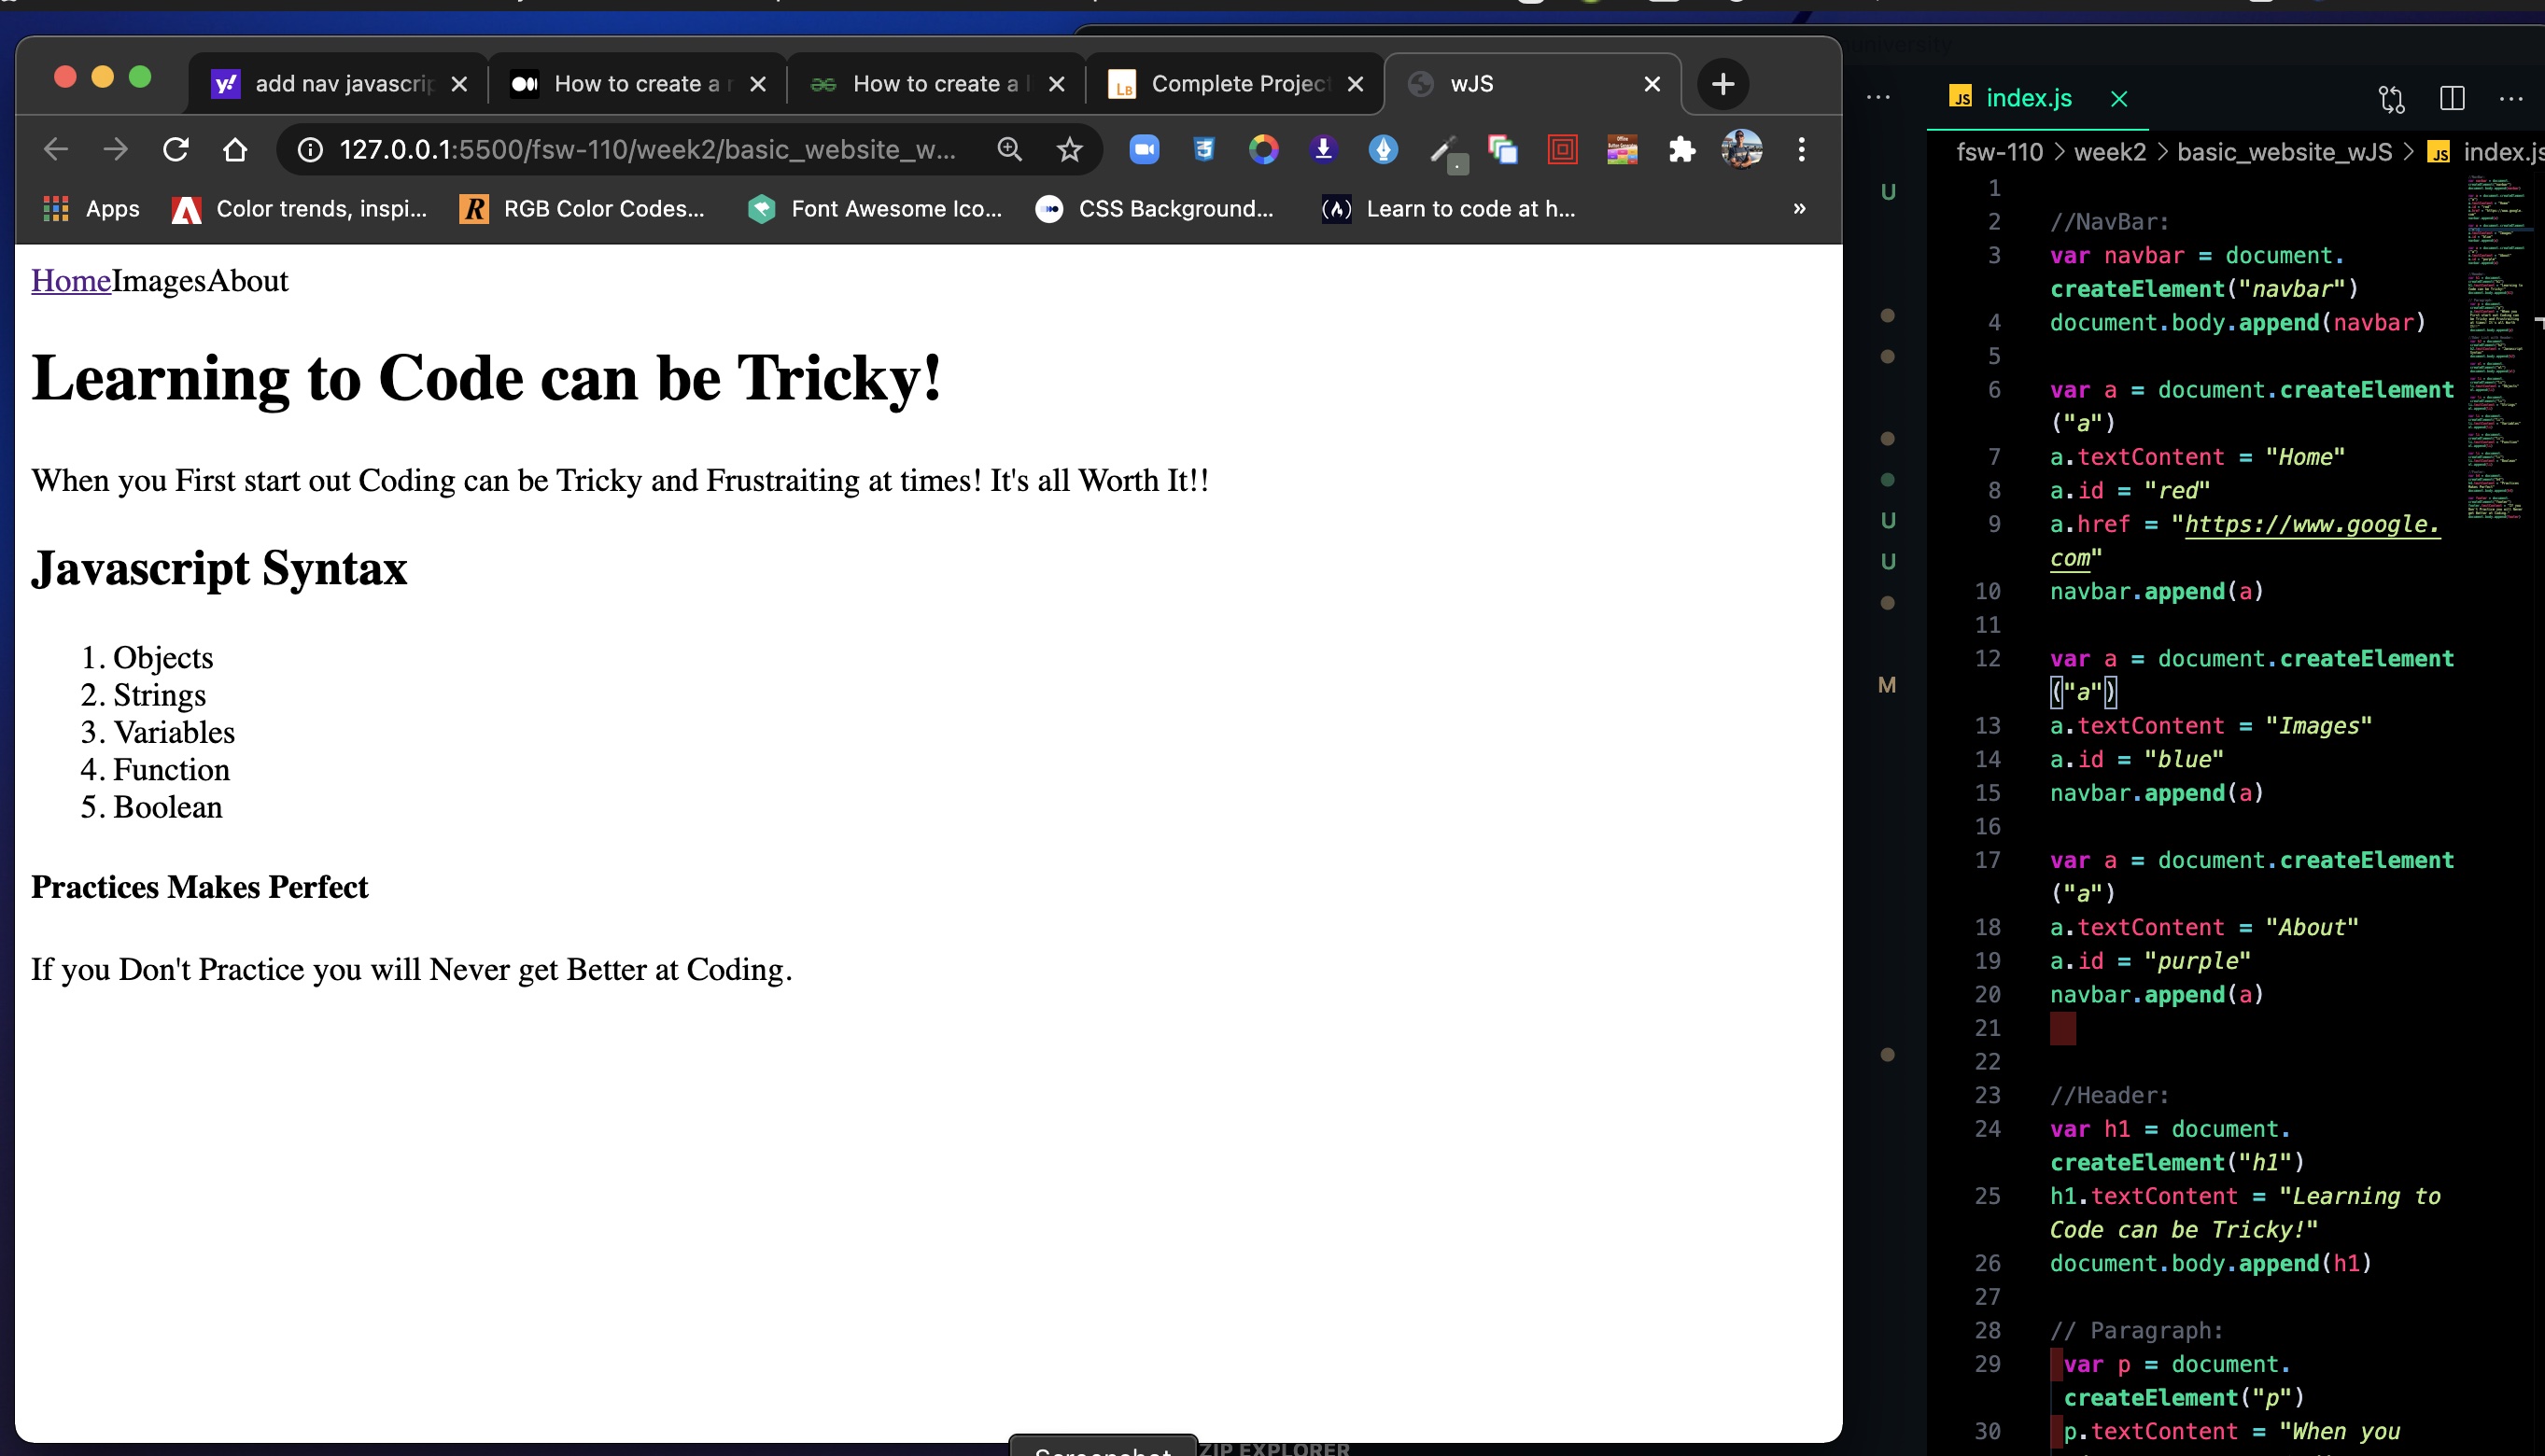 add nav javascrip
How to create a
How to create a
Complete Project
wJS
127.0.0.1:5500/fsw-110/week2/basic_website_w...
Apps
Color trends, inspi...
RGB Color Codes...
Font Awesome Ico...
CSS Background...
Learn to code at h...
»
HomeImagesAbout
Learning to Code can be Tricky!
When you First start out Coding can be Tricky and Frustraiting at times! It's all Worth It!!
Javascript Syntax
1. Objects
2. Strings
3. Variables
4. Function
5. Boolean
Practices Makes Perfect
If you Don't Practice you will Never get Better at Coding.
Screenshot
ZIP EXPLORER
university
U
U
U
M
JS index.js
fsw-110 > week2 > basic_website_wJS > JS index.js
1
2 //NavBar:
3 var navbar = document.
createElement("navbar")
4 document.body.append(navbar)
5
6 var a = document.createElement
("a")
7 a.textContent = "Home"
8 a.id = "red"
9 a.href = "https://www.google.
com"
10 navbar.append(a)
11
12 var a = document.createElement
("a")
13 a.textContent = "Images"
14 a.id = "blue"
15 navbar.append(a)
16
17 var a = document.createElement
("a")
18 a.textContent = "About"
19 a.id = "purple"
20 navbar.append(a)
21
22
23 //Header:
24 var h1 = document.
createElement("h1")
25 h1.textContent = "Learning to
Code can be Tricky!"
26 document.body.append(h1)
27
28 // Paragraph:
29 var p = document.
createElement("p")
30 p.textContent = "When you